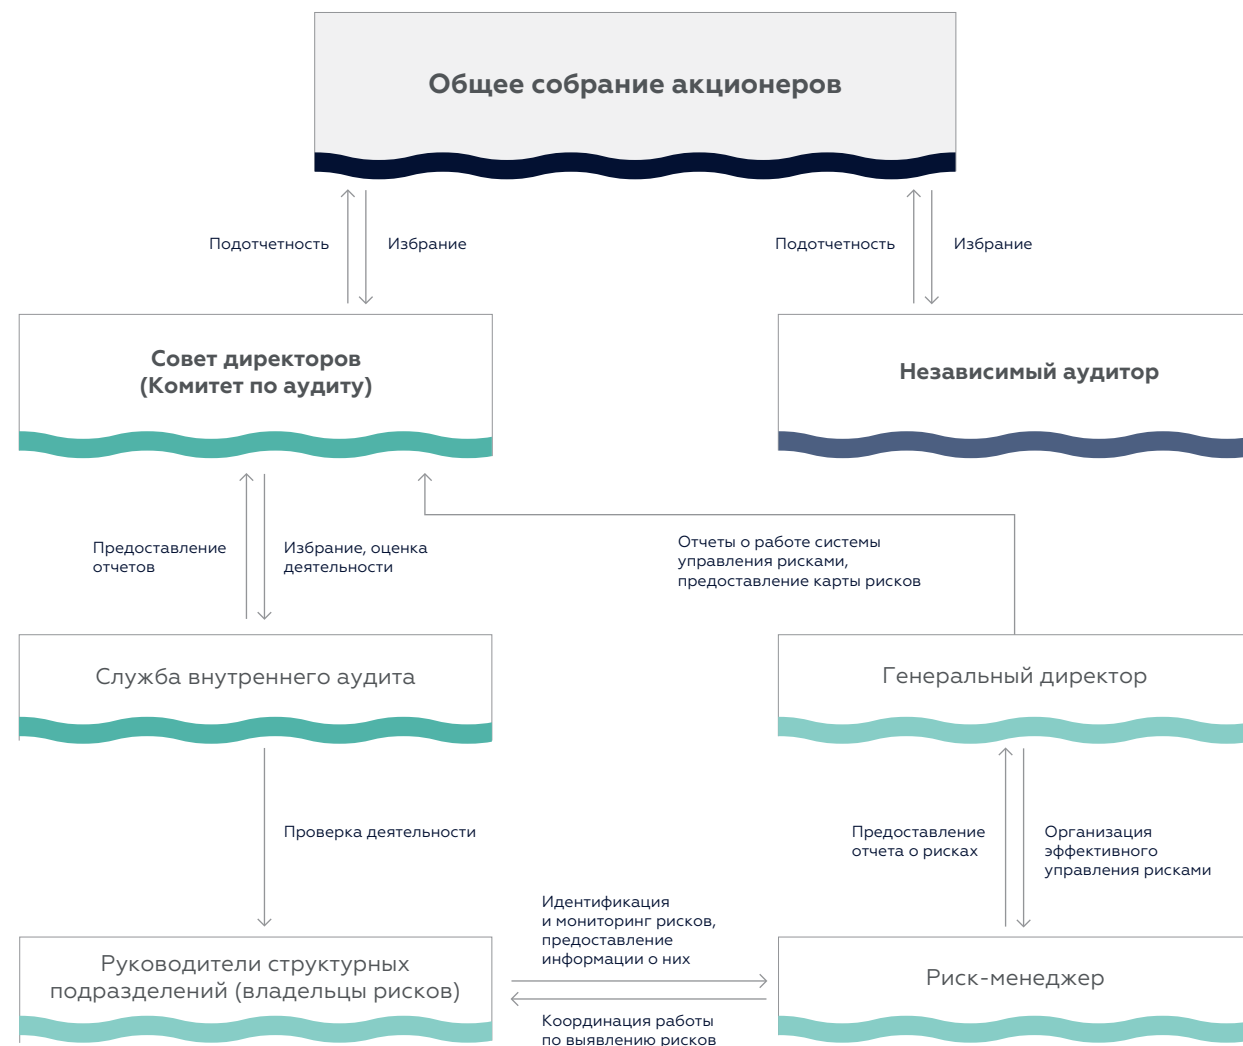 Общее собрание акционеров
Подотчетность
Избрание
Подотчетность
Избрание
Совет директоров
(Комитет по аудиту)
Независимый аудитор
Предоставление
отчетов
Избрание, оценка
деятельности
Отчеты о работе системы
управления рисками,
предоставление карты рисков
Служба внутреннего аудита
Генеральный директор
Проверка деятельности
Предоставление
отчета о рисках
Организация
эффективного
управления рисками
Идентификация
и мониторинг рисков,
предоставление
информации о них
Руководители структурных
подразделений (владельцы рисков)
Риск-менеджер
Координация работы
по выявлению рисков